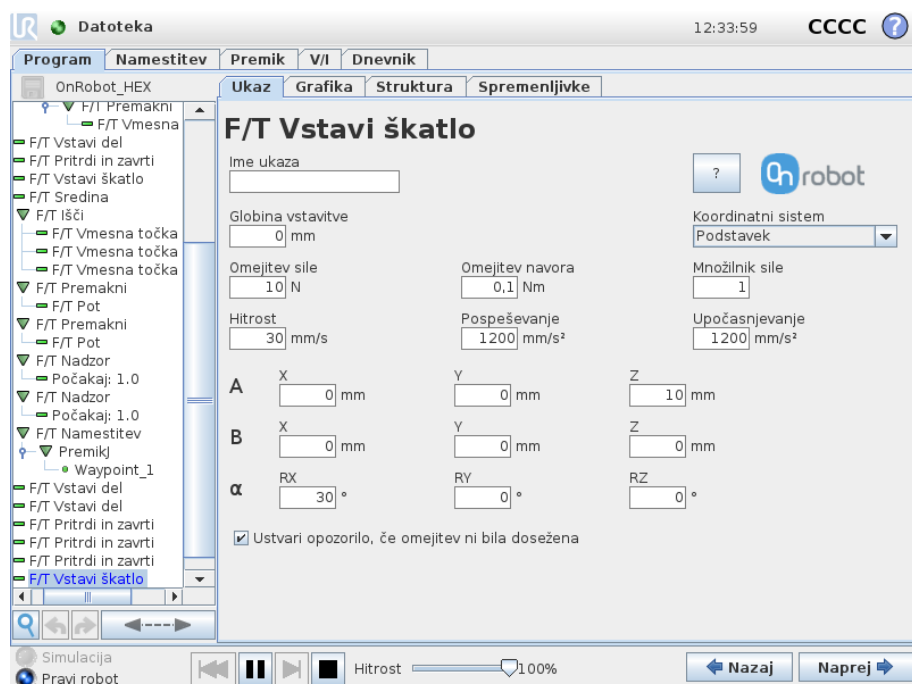 Datoteka
12:33:59
CCCC
?
Program
Namestitev
Premik
V/I
Dnevnik
OnRobot_HEX
Ukaz
Grafika
Struktura
Spremenljivke
F/T Premakni
F/T Vmesna
F/T Vstavi del
F/T Pritrdi in zavrti
F/T Vstavi škatlo
F/T Sredina
F/T Išči
F/T Vmesna točka
F/T Vmesna točka
F/T Vmesna točka
F/T Premakni
F/T Pot
F/T Premakni
F/T Pot
F/T Nadzor
Počakaj: 1.0
F/T Nadzor
Počakaj: 1.0
F/T Namestitev
PremikJ
Waypoint_1
F/T Vstavi del
F/T Vstavi del
F/T Pritrdi in zavrti
F/T Pritrdi in zavrti
F/T Pritrdi in zavrti
F/T Vstavi škatlo
F/T Vstavi škatlo
Ime ukaza
?
On robot
Globina vstavitve
0 mm
Koordinatni sistem
Podstavek
Omejitev sile
10 N
Omejitev navora
0,1 Nm
Množilnik sile
1
Hitrost
30 mm/s
Pospeševanje
1200 mm/s²
Upočasnjevanje
1200 mm/s²
A
X
0 mm
Y
0 mm
Z
10 mm
B
X
0 mm
Y
0 mm
Z
0 mm
α
RX
30 °
RY
0 °
RZ
0 °
Ustvari opozorilo, če omejitev ni bila dosežena
Simulacija
Pravi robot
Hitrost
100%
Nazaj
Naprej